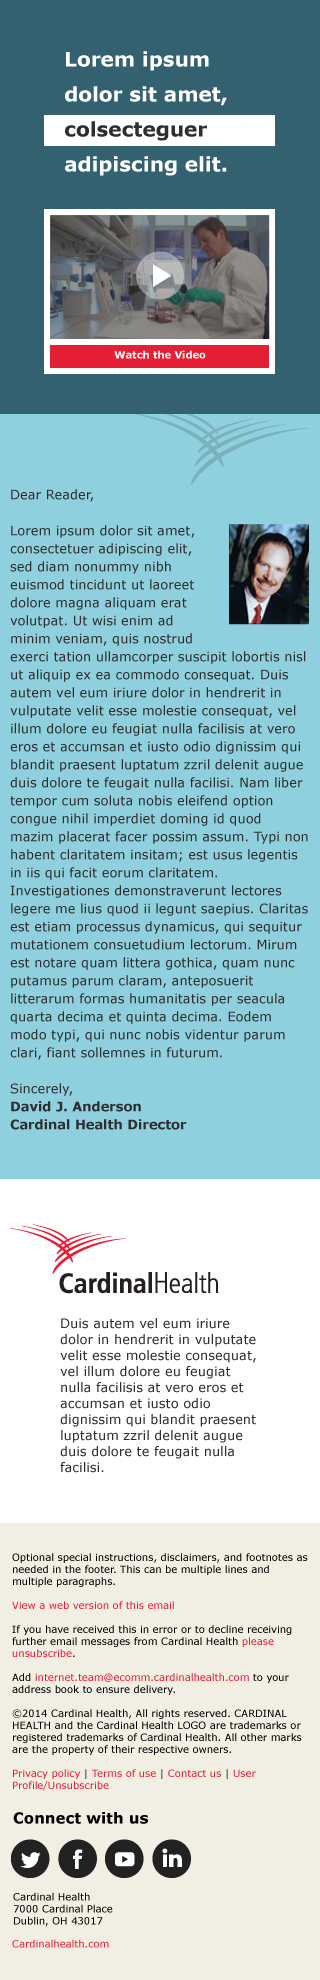 Lorem ipsum
dolor sit amet,
colsecteguer
adipiscing elit.
Watch the Video
Dear Reader,
Lorem ipsum dolor sit amet,
consectetuer adipiscing elit,
sed diam nonummy nibh
euismod tincidunt ut laoreet
dolore magna aliquam erat
volutpat. Ut wisi enim ad
minim veniam, quis nostrud
exerci tation ullamcorper suscipit lobortis nisl
ut aliquip ex ea commodo consequat. Duis
autem vel eum iriure dolor in hendrerit in
vulputate velit esse molestie consequat, vel
illum dolore eu feugiat nulla facilisis at vero
eros et accumsan et iusto odio dignissim qui
blandit praesent luptatum zzril delenit augue
duis dolore te feugait nulla facilisi. Nam liber
tempor cum soluta nobis eleifend option
congue nihil imperdiet doming id quod
mazim placerat facer possim assum. Typi non
habent claritatem insitam; est usus legentis
in iis qui facit eorum claritatem.
Investigationes demonstraverunt lectores
legere me lius quod ii legunt saepius. Claritas
est etiam processus dynamicus, qui sequitur
mutationem consuetudium lectorum. Mirum
est notare quam littera gothica, quam nunc
putamus parum claram, anteposuerit
litterarum formas humanitatis per seacula
quarta decima et quinta decima. Eodem
modo typi, qui nunc nobis videntur parum
clari, fiant sollemnes in futurum.
Sincerely,
David J. Anderson
Cardinal Health Director
CardinalHealth
Duis autem vel eum iriure
dolor in hendrerit in vulputate
velit esse molestie consequat,
vel illum dolore eu feugiat
nulla facilisis at vero eros et
accumsan et iusto odio
dignissim qui blandit praesent
luptatum zzril delenit augue
duis dolore te feugait nulla
facilisi.
Optional special instructions, disclaimers, and footnotes as
needed in the footer. This can be multiple lines and
multiple paragraphs.
View a web version of this email
If you have received this in error or to decline receiving
further email messages from Cardinal Health please
unsubscribe.
Add internet.team@ecomm.cardinalhealth.com to your
address book to ensure delivery.
©2014 Cardinal Health, All rights reserved. CARDINAL
HEALTH and the Cardinal Health LOGO are trademarks or
registered trademarks of Cardinal Health. All other marks
are the property of their respective owners.
Privacy policy | Terms of use | Contact us | User
Profile/Unsubscribe
Connect with us
Cardinal Health
7000 Cardinal Place
Dublin, OH 43017
Cardinalhealth.com